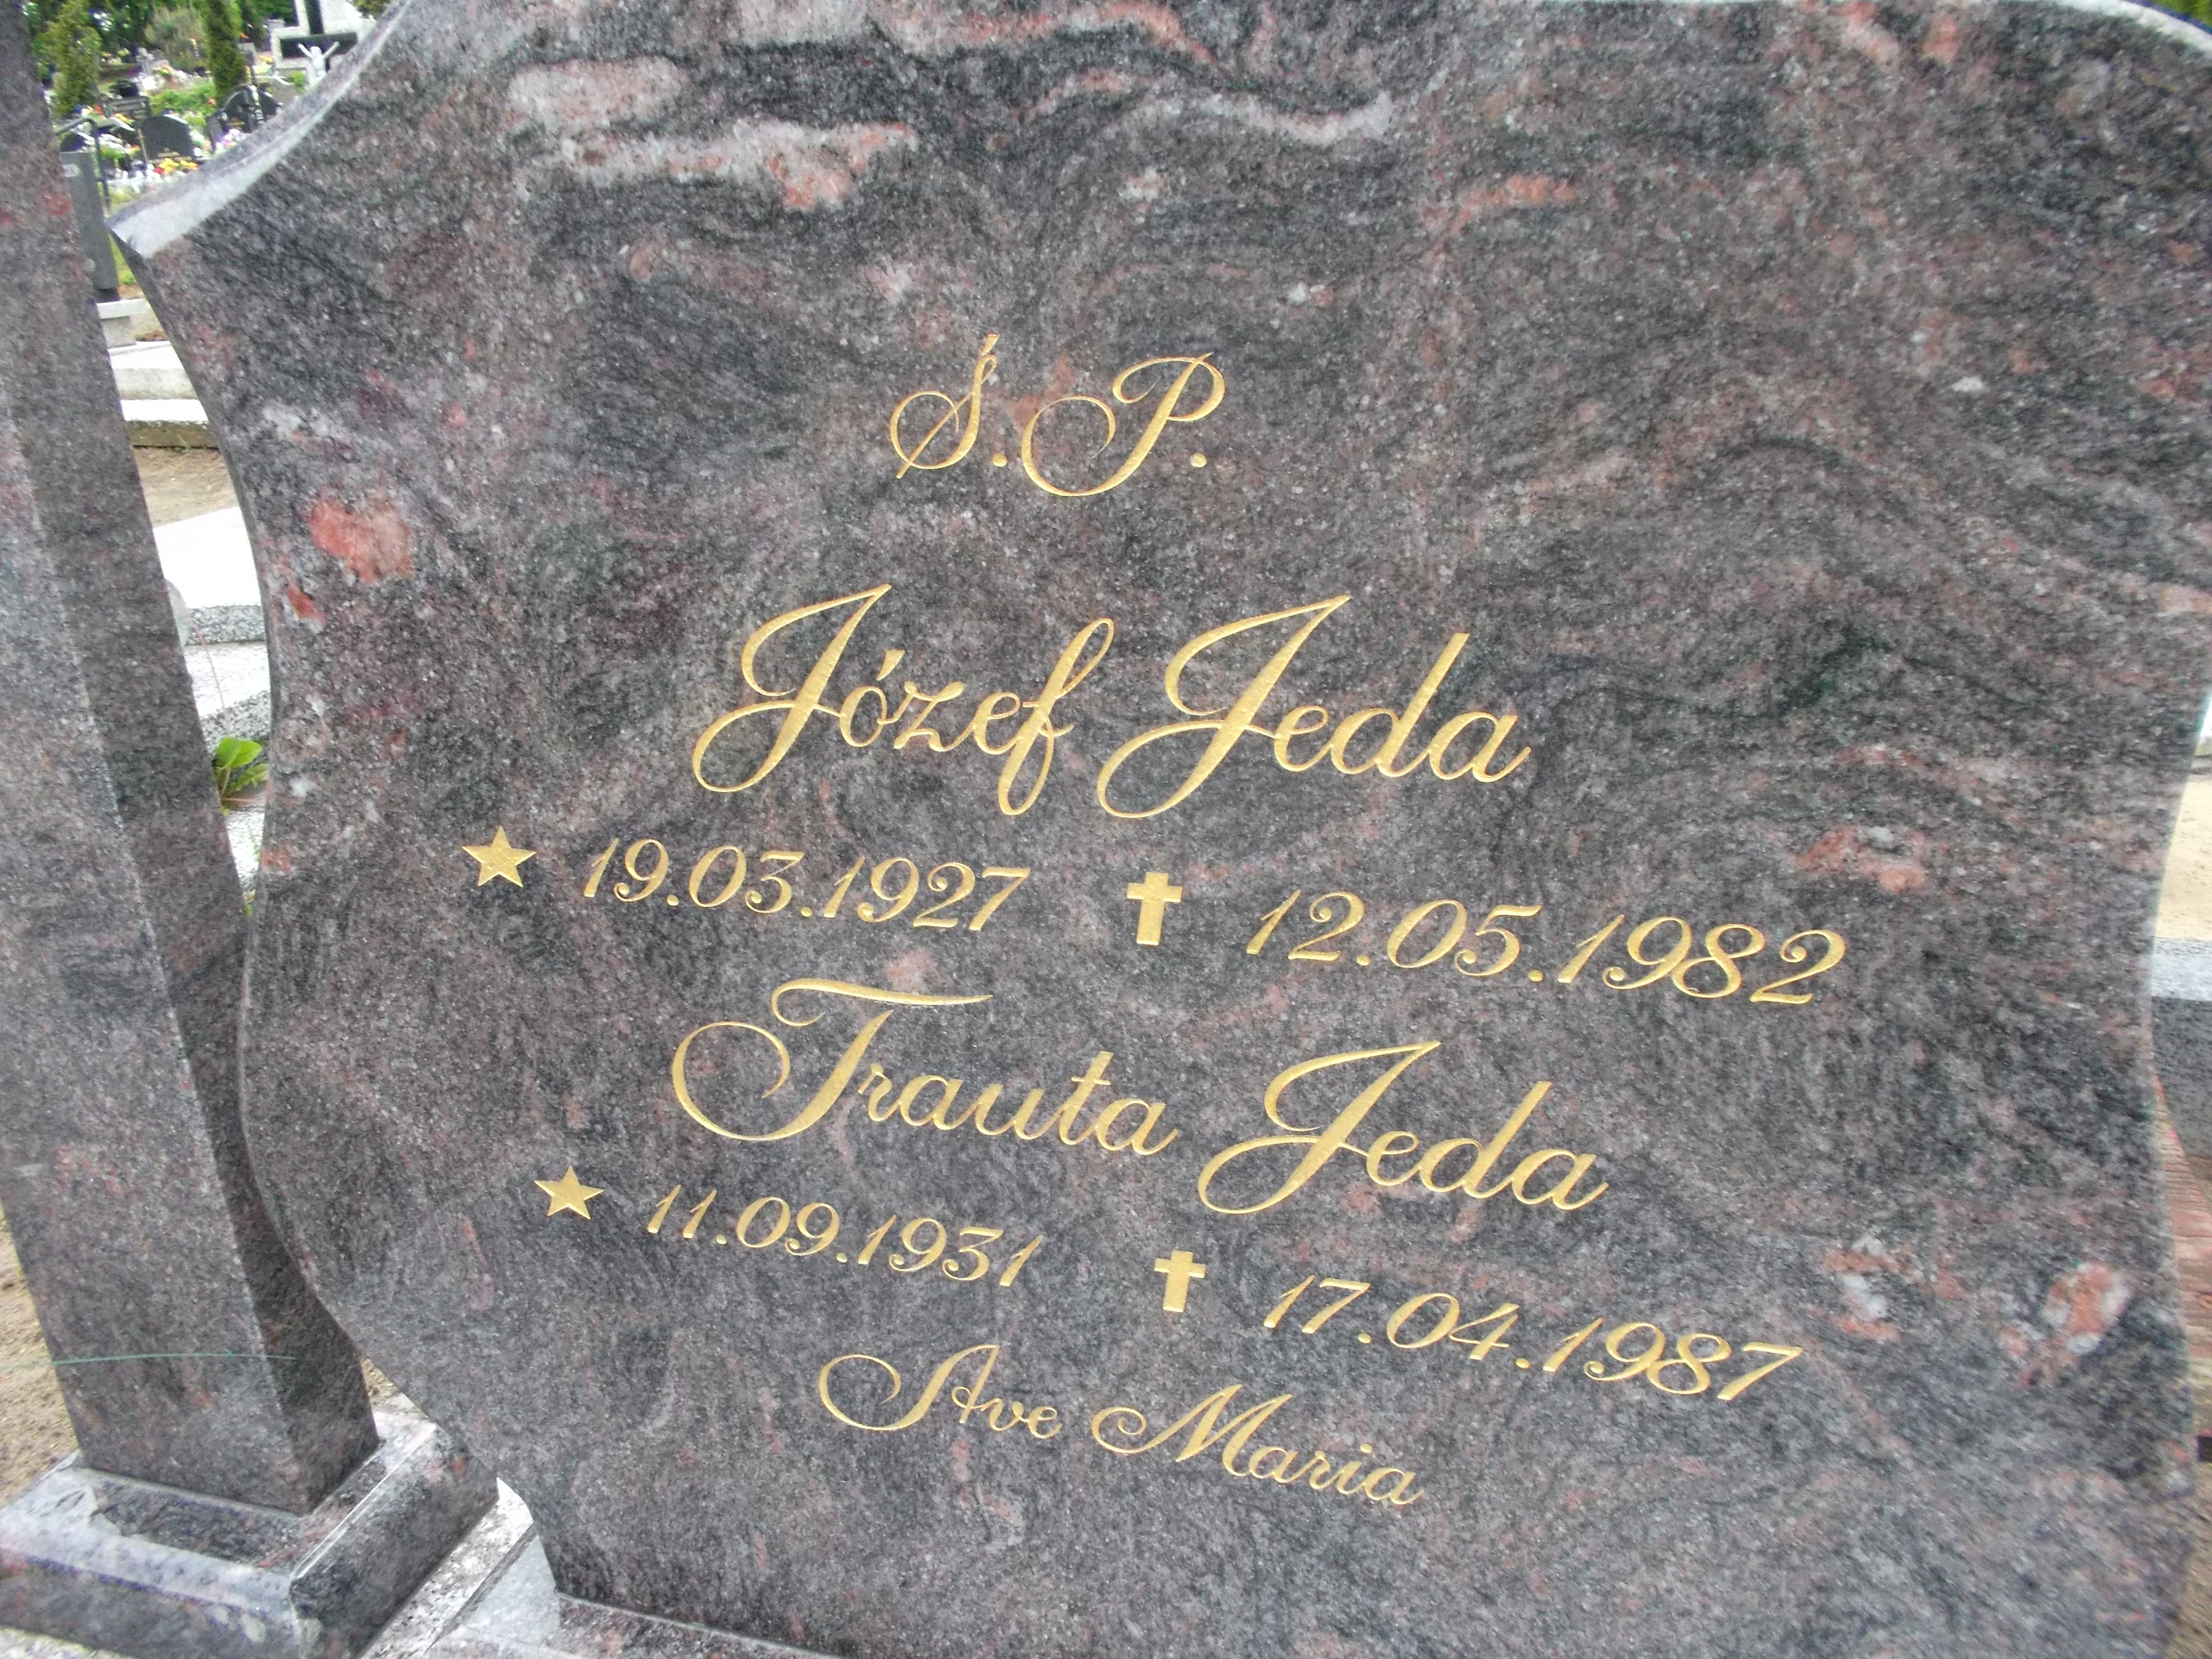 Ś.P.
Józef Jeda
★ 19.03.1927 ✝ 12.05.1982
Trauta Jeda
★ 11.09.1931 ✝ 17.04.1987
Ave Maria